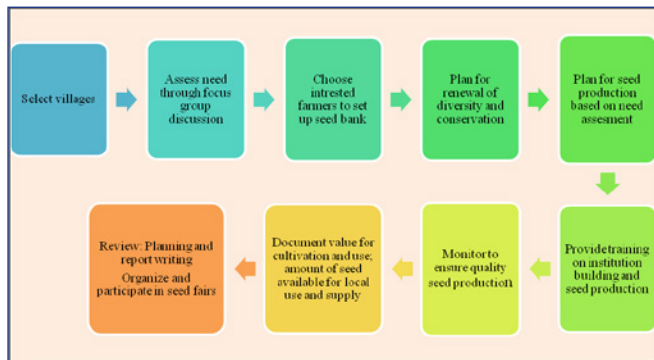 Select villages
Assess need
through focus
group
discussion
Choose
intrested
farmers to set
up seed bank
Plan for
renewal of
diversity and
conservation
Plan for seed
production
based on need
assesment
Provide training
on institution
building and
seed production
Monitor to
ensure quality
seed production
Document value for
cultivation and use;
amount of seed
available for local
use and supply
Review: Planning and
report writing
Organize and
participate in seed fairs